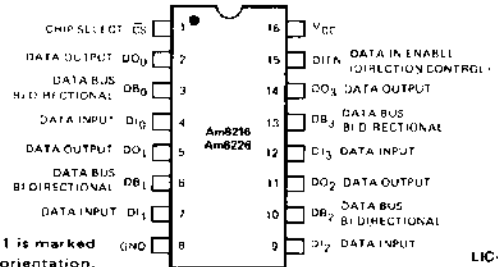 CHIP SELECT CS 1
DATA OUTPUT DO0 2
DATA BUS
BI-DIRECTIONAL DB0 3
DATA INPUT DI0 4
DATA OUTPUT DO1 5
DATA BUS
BI DIRECTIONAL DB1 6
DATA INPUT DI1 7
GND 8
Am8216
Am8226
16 VCC
15 DIEN DATA IN ENABLE
(DIRECTION CONTROL)
14 DO3 DATA OUTPUT
13 DB3 DATA BUS
BI DIRECTIONAL
12 DI3 DATA INPUT
11 DO2 DATA OUTPUT
10 DB2 DATA BUS
BI DIRECTIONAL
9 DI2 DATA INPUT
1 is marked
orientation.
LIC-